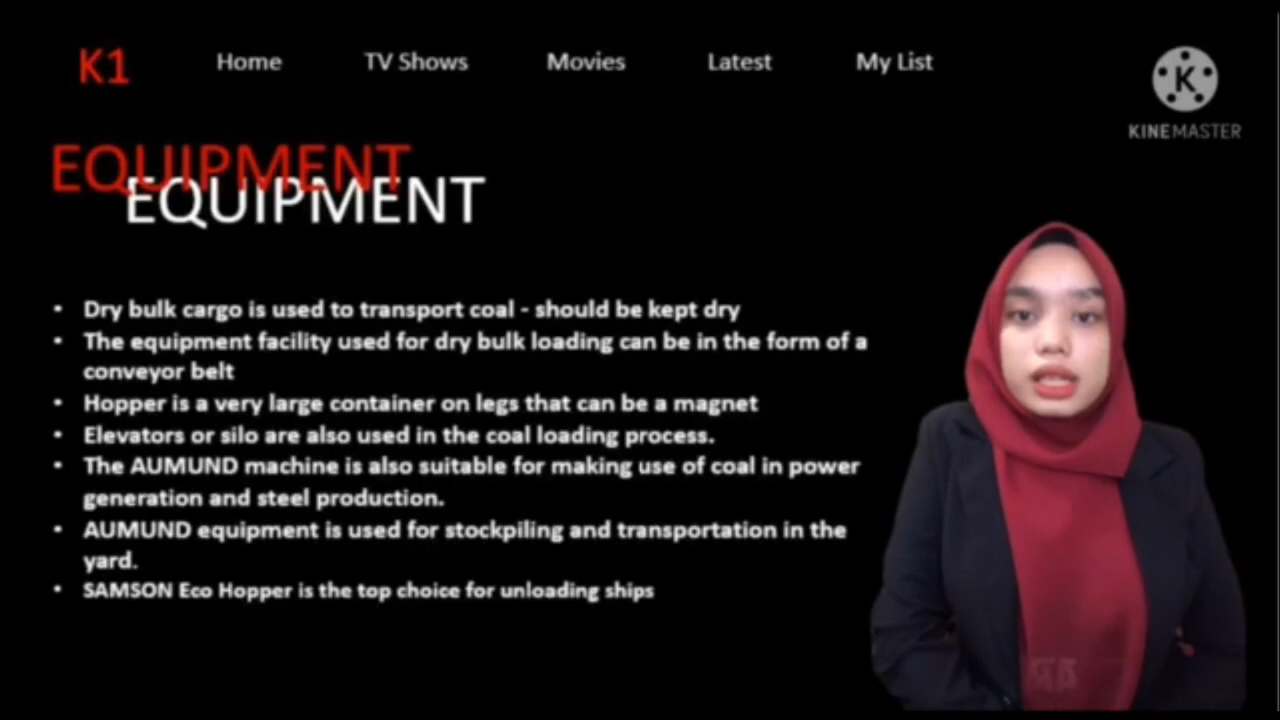 K1 Home TV Shows Movies Latest My List
KINEMASTER
EQUIPMENT
EQUIPMENT
• Dry bulk cargo is used to transport coal - should be kept dry
• The equipment facility used for dry bulk loading can be in the form of a
conveyor belt
• Hopper is a very large container on legs that can be a magnet
• Elevators or silo are also used in the coal loading process.
• The AUMUND machine is also suitable for making use of coal in power
generation and steel production.
• AUMUND equipment is used for stockpiling and transportation in the
yard.
• SAMSON Eco Hopper is the top choice for unloading ships